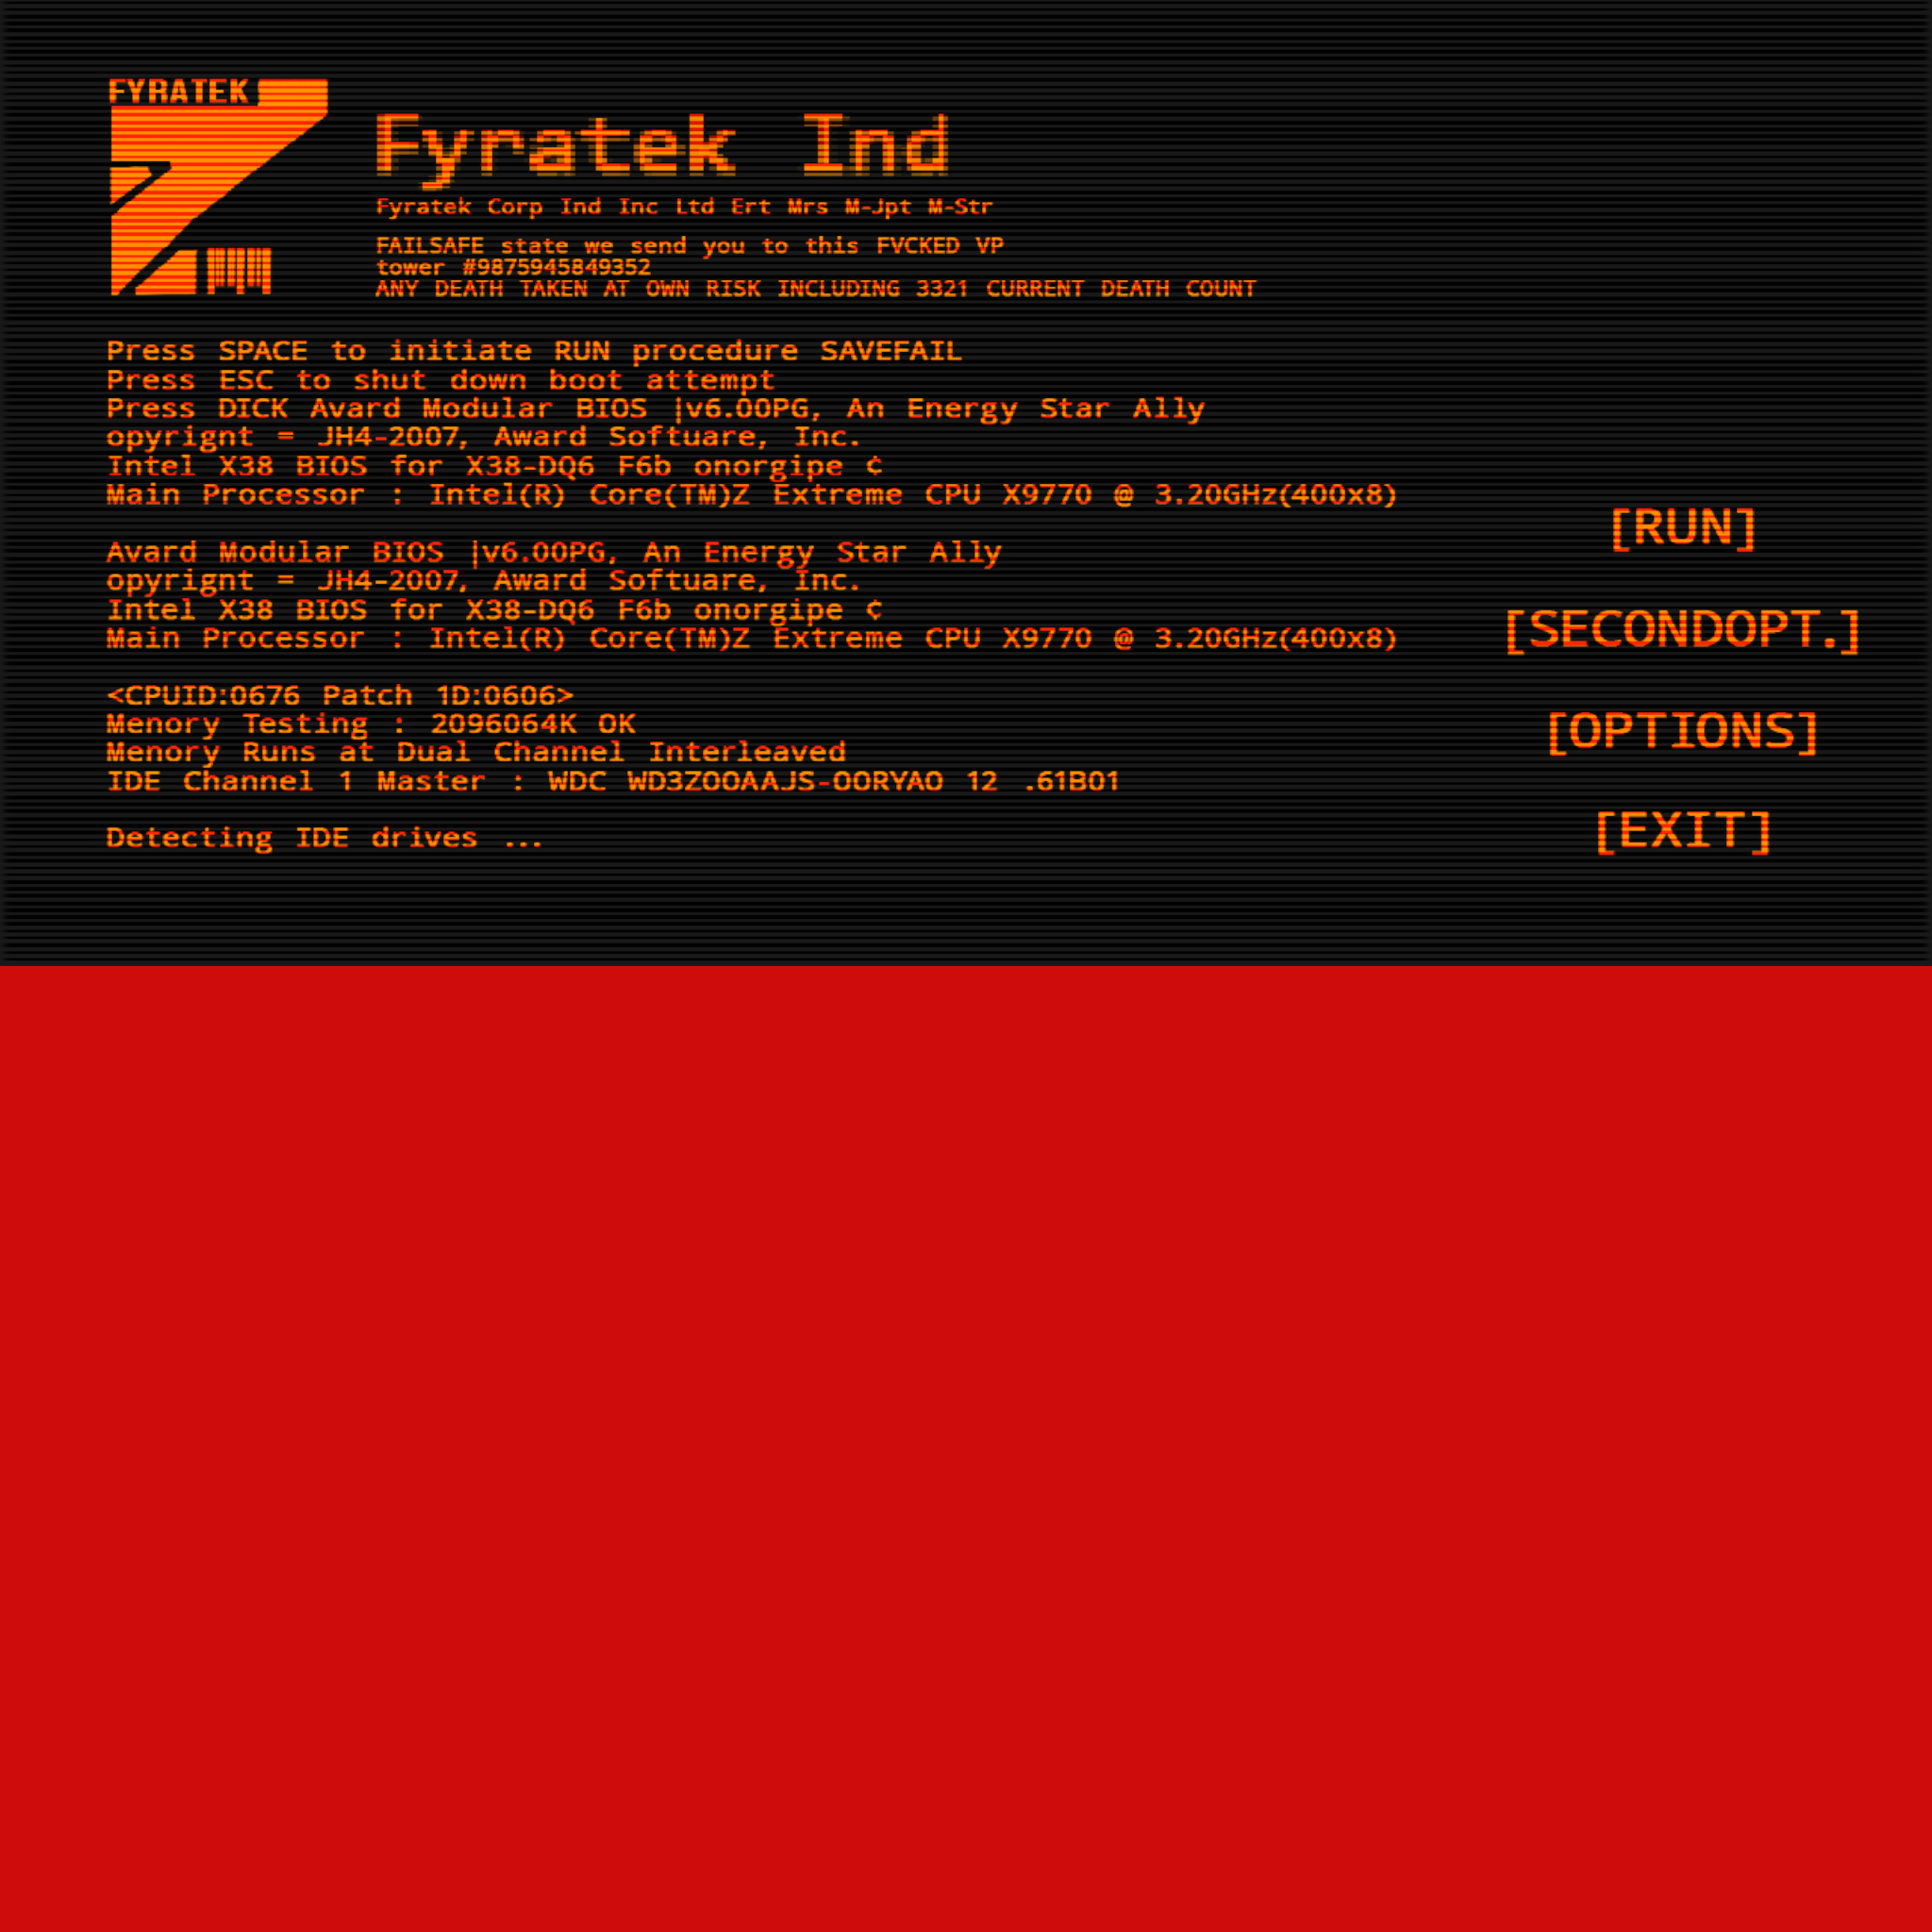 FYRATEK
Fyratek Ind
Fyratek Corp Ind Inc Ltd Ert Mrs M-Jpt M-Str
FAILSAFE state we send you to this FVCKED VP
tower #9875945849352
ANY DEATH TAKEN AT OWN RISK INCLUDING 3321 CURRENT DEATH COUNT
Press SPACE to initiate RUN procedure SAVEFAIL
Press ESC to shut down boot attempt
Press DICK Avard Modular BIOS |v6.00PG, An Energy Star Ally
opyrignt = JH4-2007, Award Softuare, Inc.
Intel X38 BIOS for X38-DQ6 F6b onorgipe ¢
Main Processor : Intel(R) Core(TM)Z Extreme CPU X9770 @ 3.20GHz(400x8)
Avard Modular BIOS |v6.00PG, An Energy Star Ally
opyrignt = JH4-2007, Award Softuare, Inc.
Intel X38 BIOS for X38-DQ6 F6b onorgipe ¢
Main Processor : Intel(R) Core(TM)Z Extreme CPU X9770 @ 3.20GHz(400x8)
<CPUID:0676 Patch 1D:0606>
Menory Testing : 2096064K OK
Menory Runs at Dual Channel Interleaved
IDE Channel 1 Master : WDC WD3ZOOAAJS-OORYAO 12 .61B01
Detecting IDE drives ...
[RUN]
[SECONDOPT.]
[OPTIONS]
[EXIT]